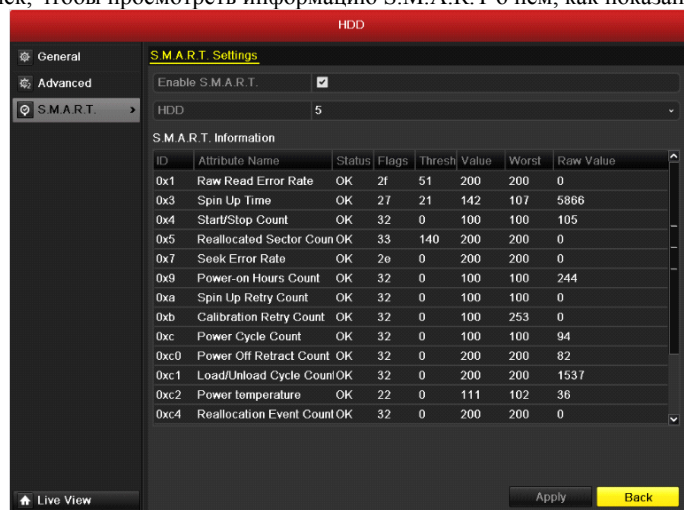 чтобы просмотреть информацию S.M.A.R.T о нем, как
HDD
General
Advanced
S.M.A.R.T.
S.M.A.R.T. Settings
Enable S.M.A.R.T.
HDD 5
S.M.A.R.T. Information
ID Attribute Name Status Flags Thresh Value Worst Raw Value
0x1 Raw Read Error Rate OK 2f 51 200 200 0
0x3 Spin Up Time OK 27 21 142 107 5866
0x4 Start/Stop Count OK 32 0 100 100 105
0x5 Reallocated Sector Coun OK 33 140 200 200 0
0x7 Seek Error Rate OK 2e 0 200 200 0
0x9 Power-on Hours Count OK 32 0 100 100 244
0xa Spin Up Retry Count OK 32 0 100 100 0
0xb Calibration Retry Count OK 32 0 100 253 0
0xc Power Cycle Count OK 32 0 100 100 94
0xc0 Power Off Retract Count OK 32 0 200 200 82
0xc1 Load/Unload Cycle Coun OK 32 0 200 200 1537
0xc2 Power temperature OK 22 0 111 102 36
0xc4 Reallocation Event Count OK 32 0 200 200 0
Live View
Apply
Back